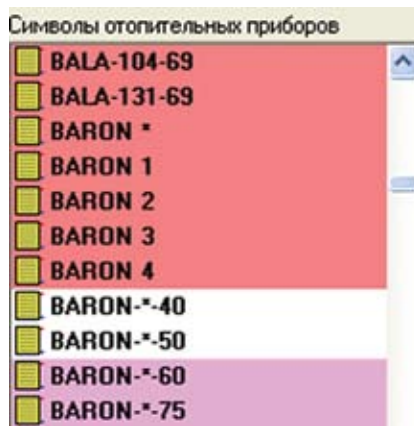 Символы отопительных приборов
BALA-104-69
BALA-131-69
BARON *
BARON 1
BARON 2
BARON 3
BARON 4
BARON-*-40
BARON-*-50
BARON-*-60
BARON-*-75